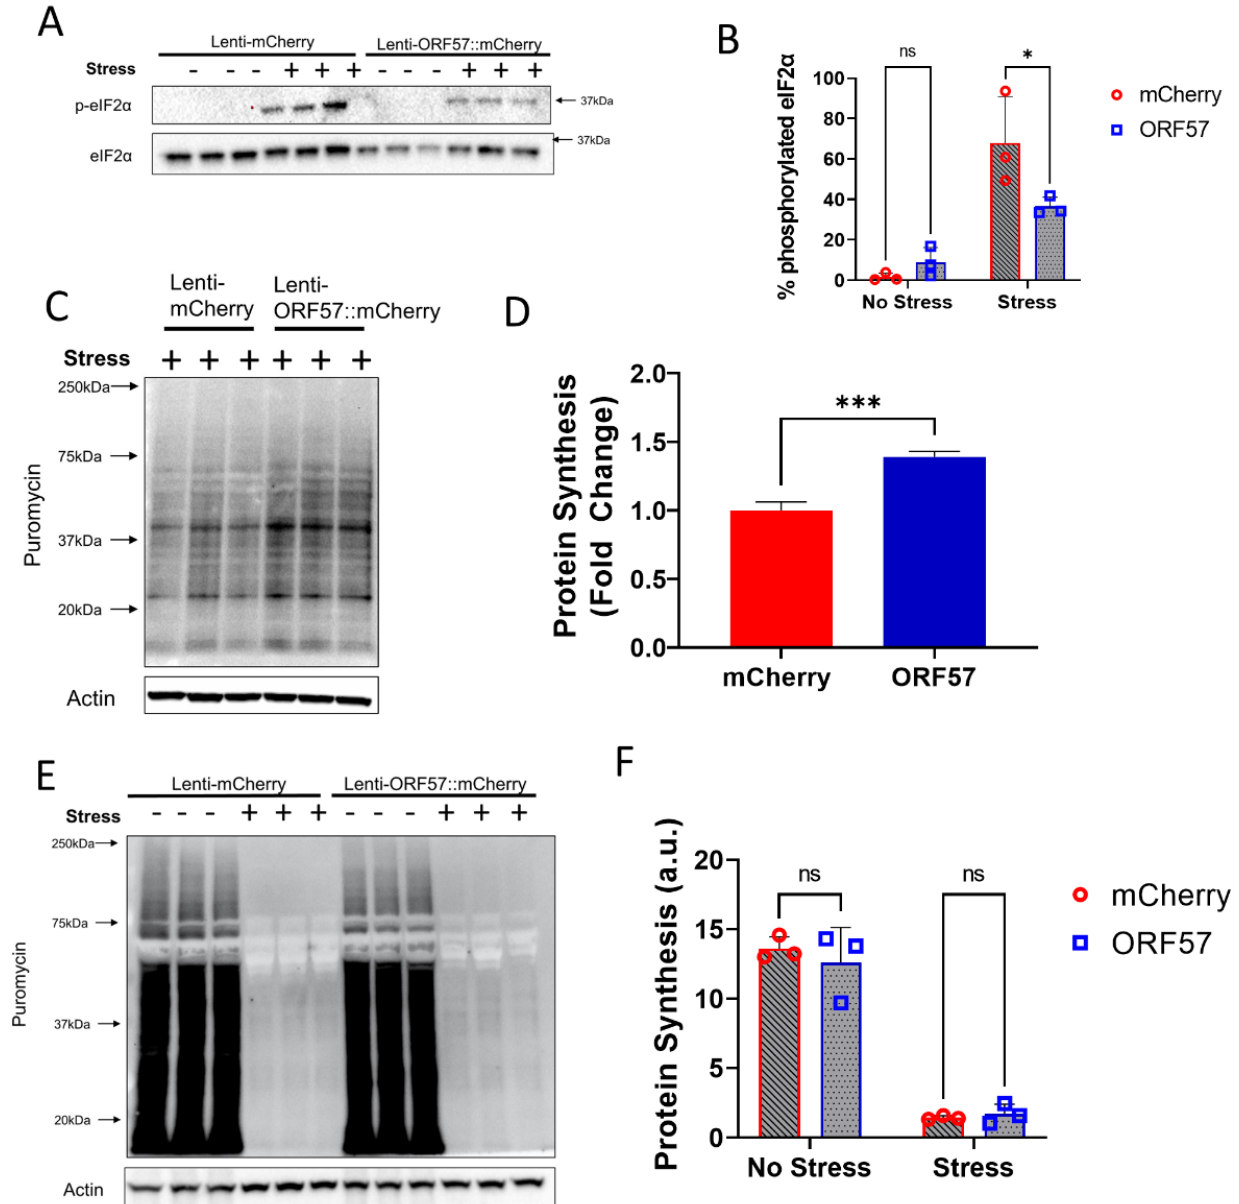 A
Lenti-mCherry Lenti-ORF57::mCherry
Stress - - - + + + - - - + + +
p-eIF2α 37kDa
eIF2α 37kDa
B
ns *
% phosphorylated eIF2α
100
80
60
40
20
0
No Stress Stress
mCherry
ORF57
C
Lenti-
mCherry
Lenti-
ORF57::mCherry
Stress + + + + + +
Puromycin
250kDa
75kDa
37kDa
20kDa
Actin
D
Protein Synthesis
(Fold Change)
2.0
1.5
1.0
0.5
0.0
***
mCherry ORF57
E
Lenti-mCherry Lenti-ORF57::mCherry
Stress - - - + + + - - - + + +
Puromycin
250kDa
75kDa
37kDa
20kDa
Actin
F
Protein Synthesis (a.u.)
20
15
10
5
0
ns ns
No Stress Stress
mCherry
ORF57